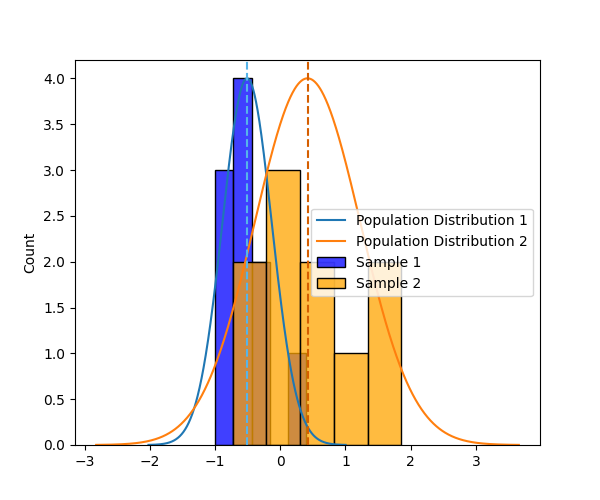 4.0
3.5
3.0
2.5
2.0
1.5
1.0
0.5
0.0
Count
Population Distribution 1
Population Distribution 2
Sample 1
Sample 2
−3 −2 −1 0 1 2 3